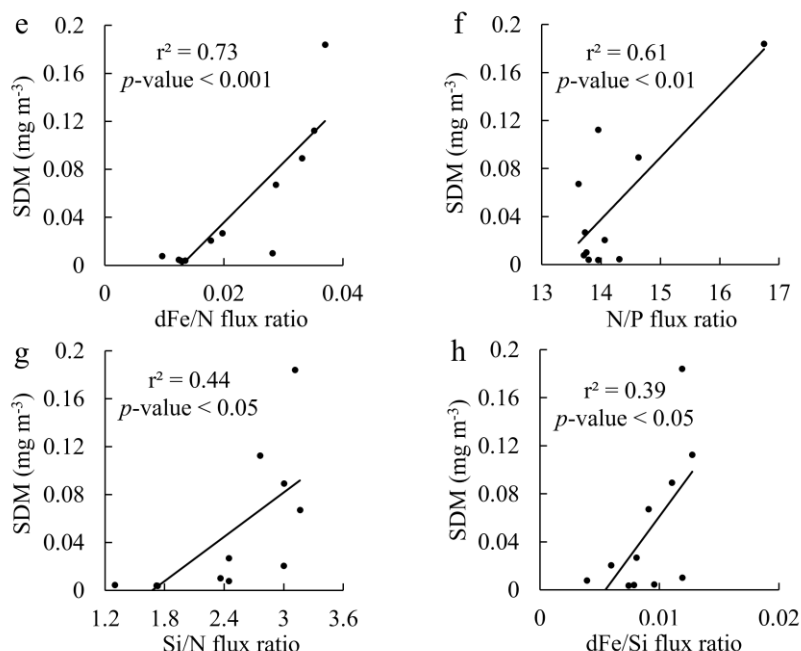 e
r² = 0.73
p-value < 0.001
SDM (mg m⁻³)
0.2
0.16
0.12
0.08
0.04
0
0 0.02 0.04
dFe/N flux ratio
f
r² = 0.61
p-value < 0.01
SDM (mg m⁻³)
0.2
0.16
0.12
0.08
0.04
0
13 14 15 16 17
N/P flux ratio
g
r² = 0.44
p-value < 0.05
SDM (mg m⁻³)
0.2
0.16
0.12
0.08
0.04
0
1.2 1.8 2.4 3 3.6
Si/N flux ratio
h
r² = 0.39
p-value < 0.05
SDM (mg m⁻³)
0.2
0.16
0.12
0.08
0.04
0
0 0.01 0.02
dFe/Si flux ratio